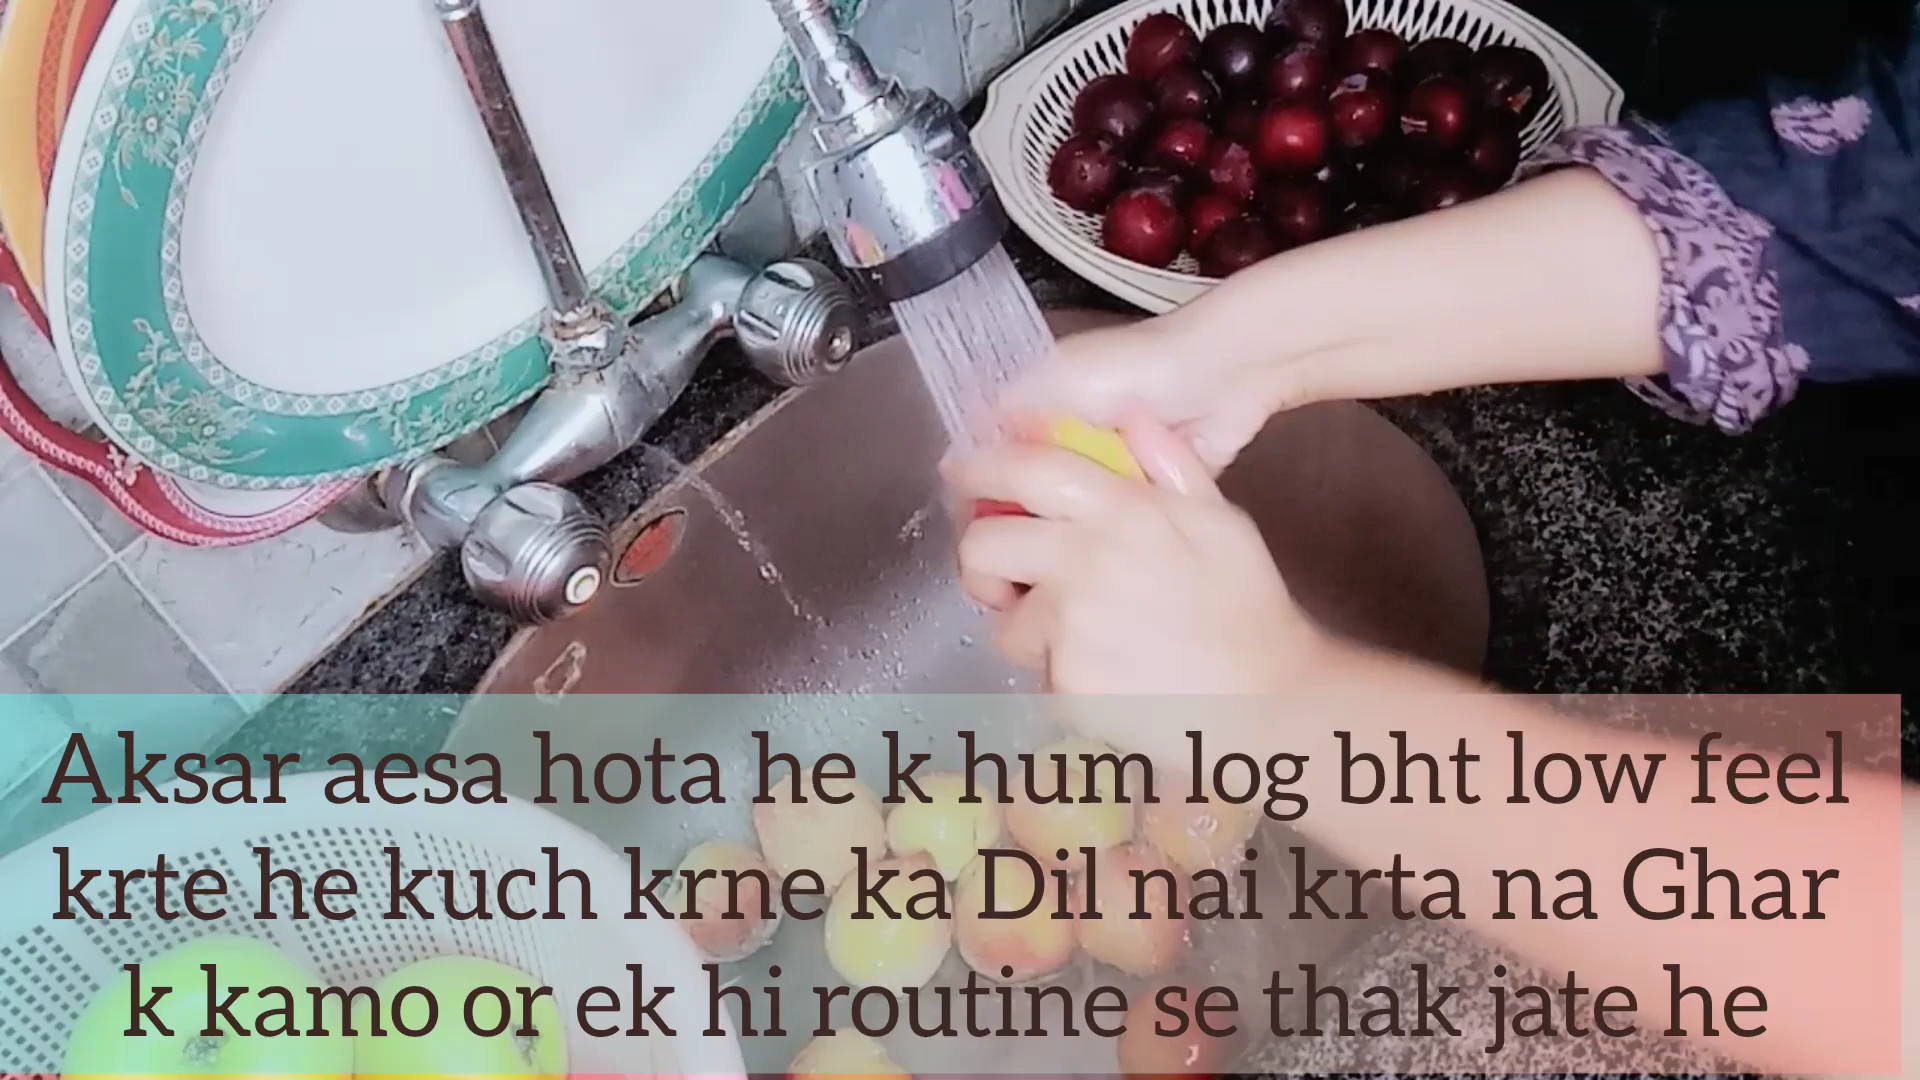 Aksar aesa hota he k hum log bht low feel
krte he kuch krne ka Dil nai krta na Ghar
k kamo or ek hi routine se thak jate he